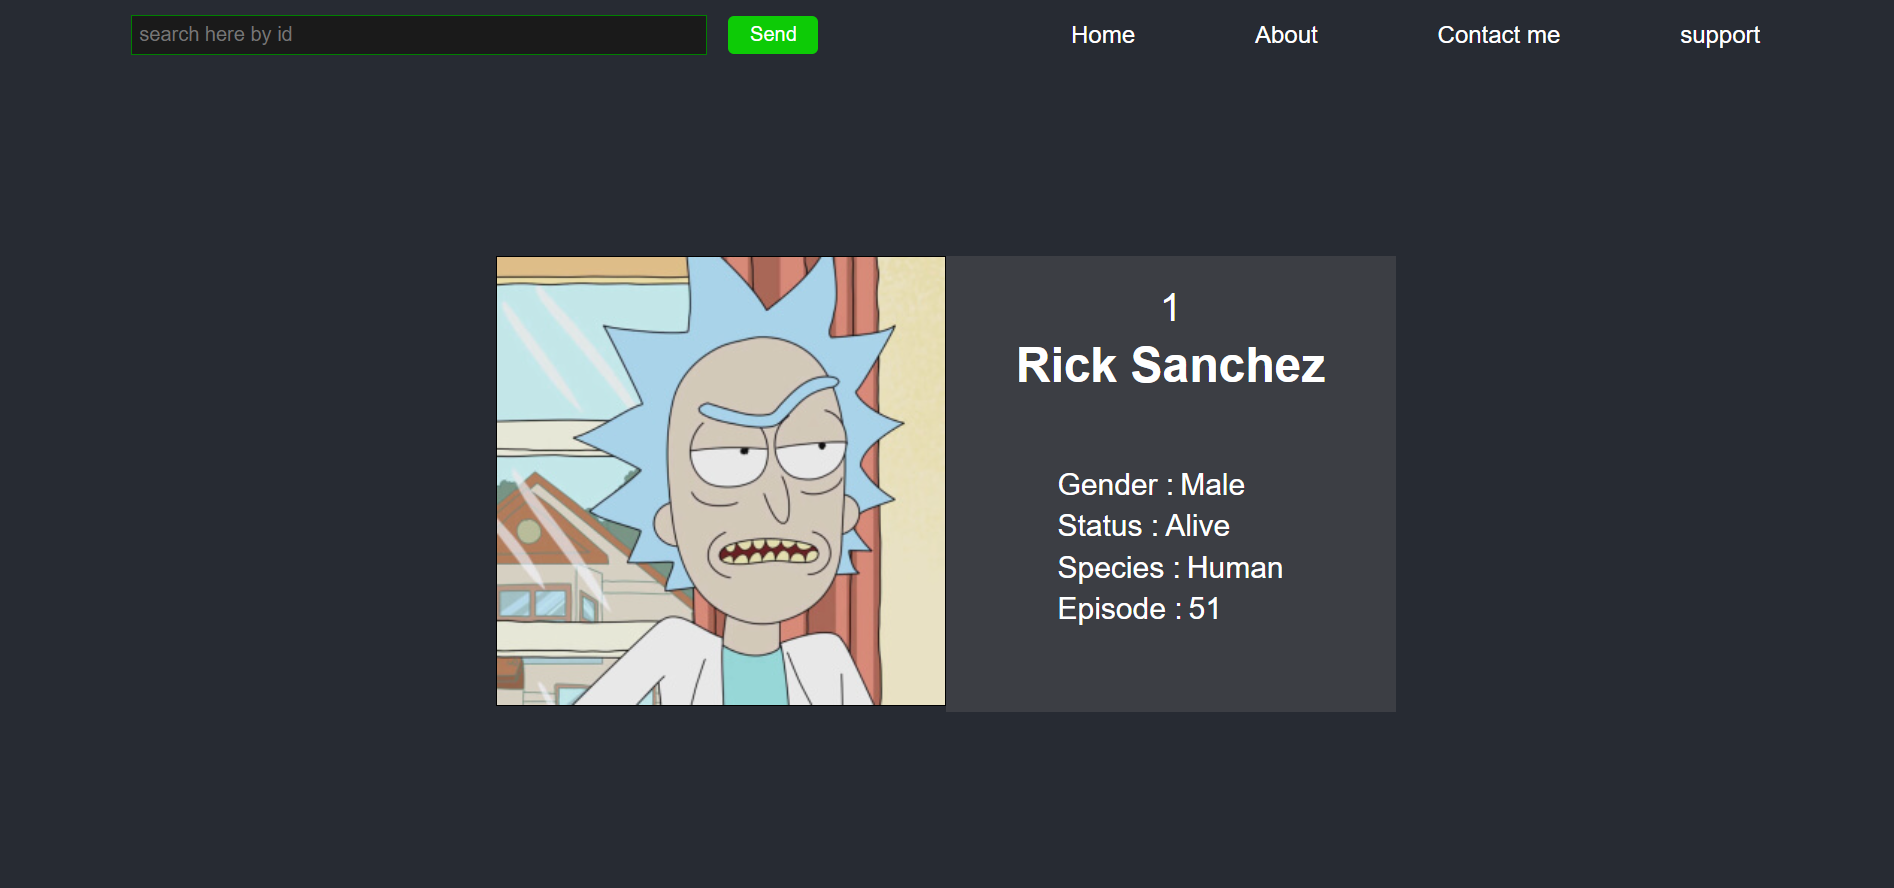 search here by id Send Home About Contact me support
1
Rick Sanchez
Gender : Male
Status : Alive
Species : Human
Episode : 51